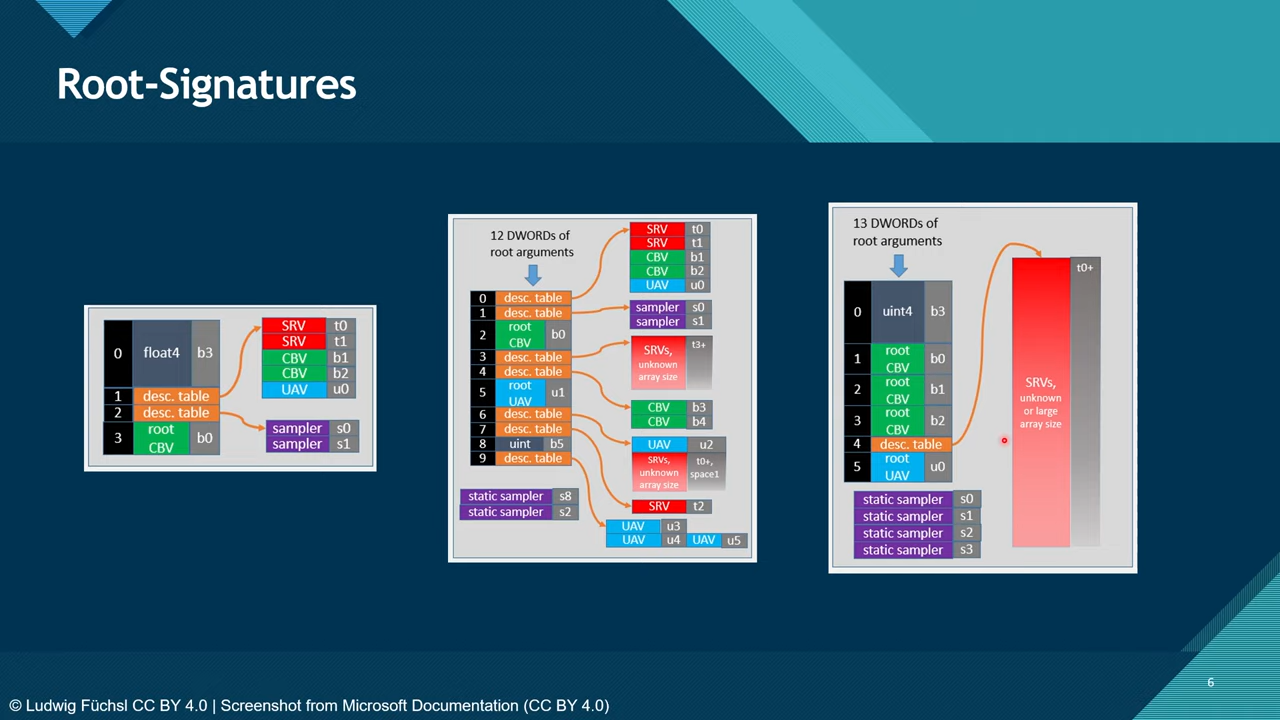 Root-Signatures
0 float4 b3
1 desc. table
2 desc. table
3 root CBV b0
SRV t0
SRV t1
CBV b1
CBV b2
UAV u0
sampler s0
sampler s1
12 DWORDs of
root arguments
0 desc. table
1 desc. table
2 root CBV b0
3 desc. table
4 desc. table
5 root UAV u1
6 desc. table
7 desc. table
8 uint b5
9 desc. table
static sampler s8
static sampler s2
SRV t0
SRV t1
CBV b1
CBV b2
UAV u0
sampler s0
sampler s1
SRVs,
unknown
array size
t3+
CBV b3
CBV b4
UAV u2
SRVs,
unknown
array size
t0+,
space1
SRV t2
UAV u3
UAV u4 UAV u5
13 DWORDs of
root arguments
0 uint4 b3
1 root CBV b0
2 root CBV b1
3 root CBV b2
4 desc. table
5 root UAV u0
static sampler s0
static sampler s1
static sampler s2
static sampler s3
SRVs,
unknown
or large
array size
t0+
6
© Ludwig Füchsl CC BY 4.0 | Screenshot from Microsoft Documentation (CC BY 4.0)